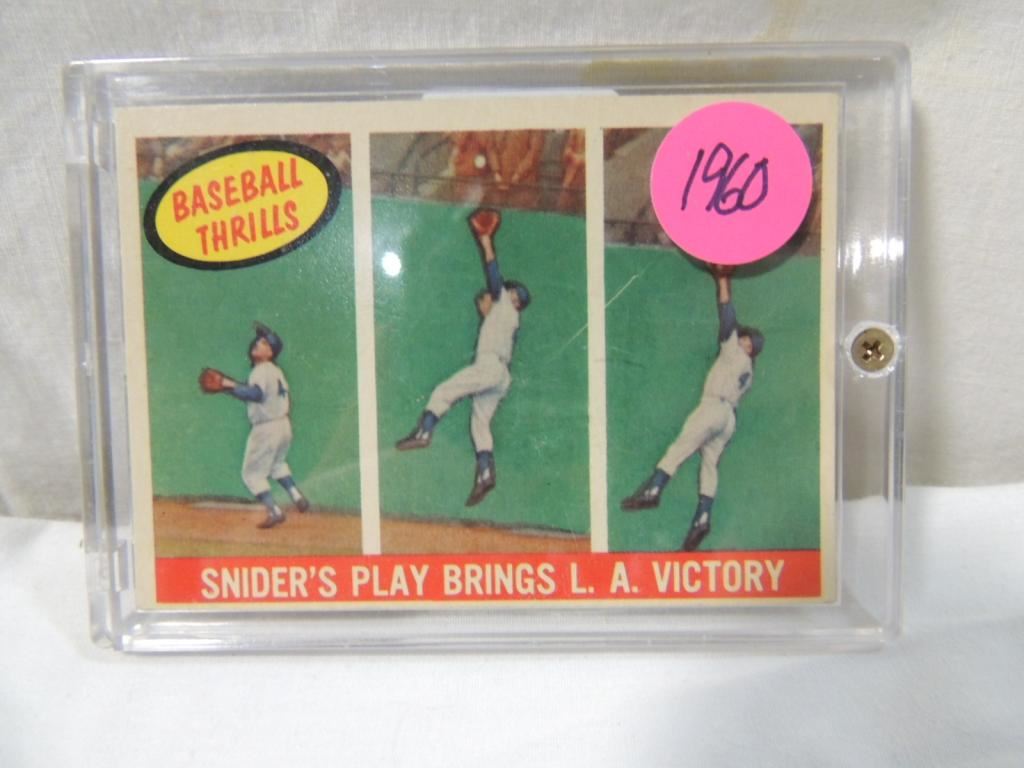 BASEBALL
THRILLS
1960
SNIDER'S PLAY BRINGS L. A. VICTORY